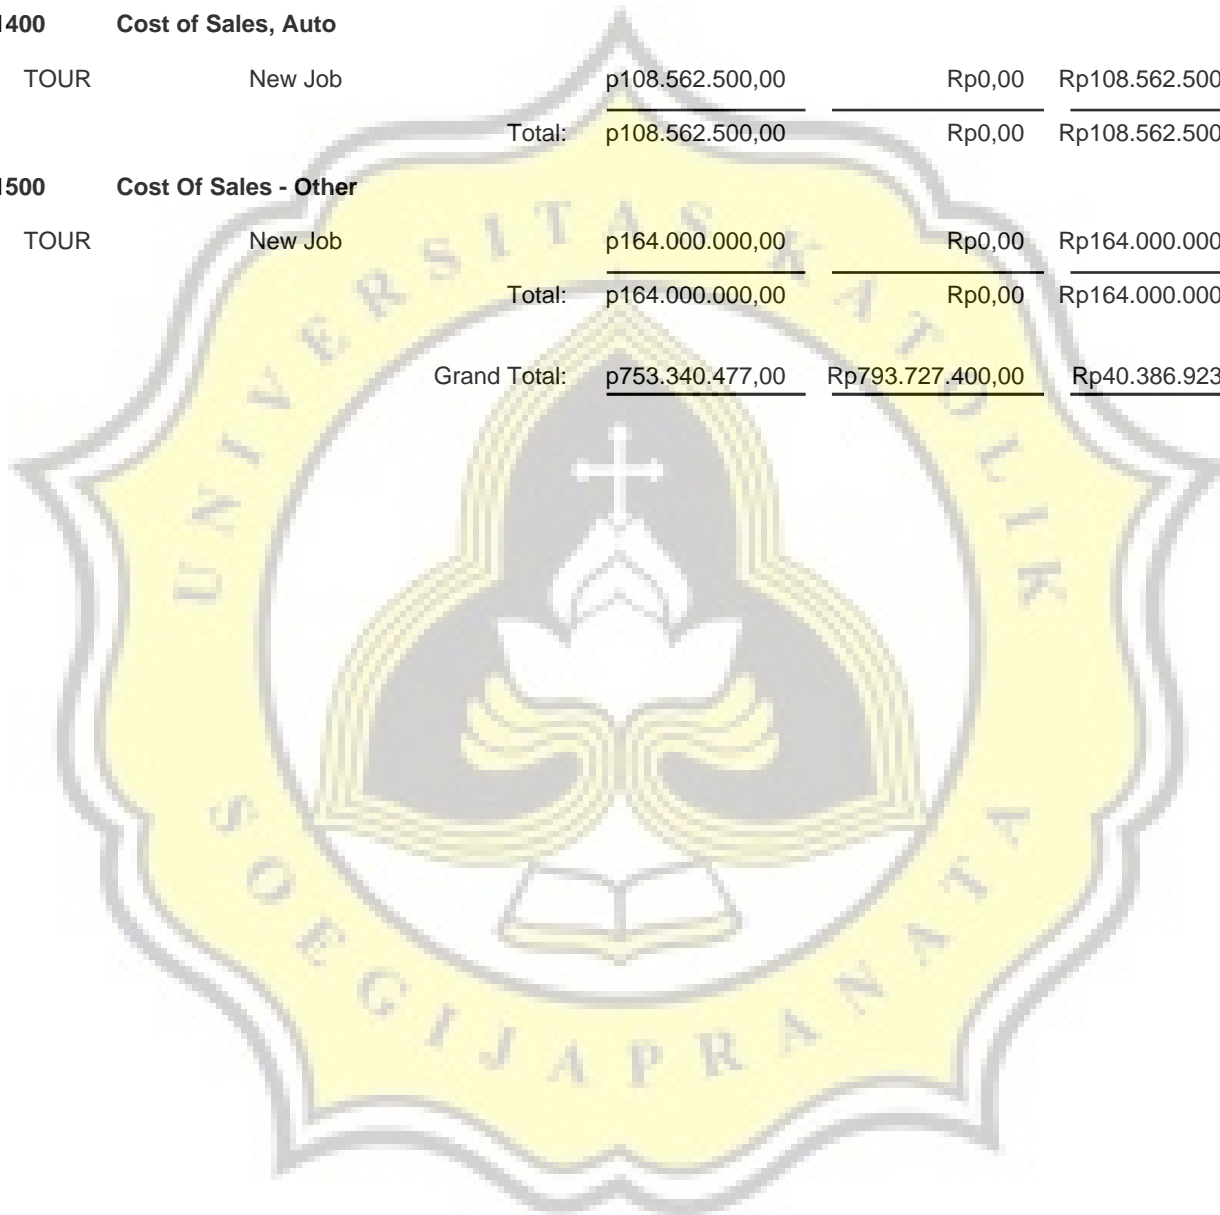 1400 Cost of Sales, Auto
TOUR New Job p108.562.500,00 Rp0,00 Rp108.562.500
Total: p108.562.500,00 Rp0,00 Rp108.562.500
1500 Cost Of Sales - Other
TOUR New Job p164.000.000,00 Rp0,00 Rp164.000.000
Total: p164.000.000,00 Rp0,00 Rp164.000.000
Grand Total: p753.340.477,00 Rp793.727.400,00 Rp40.386.923
UNIVERSITAS KATOLIK
SOEGIJAPRANATA